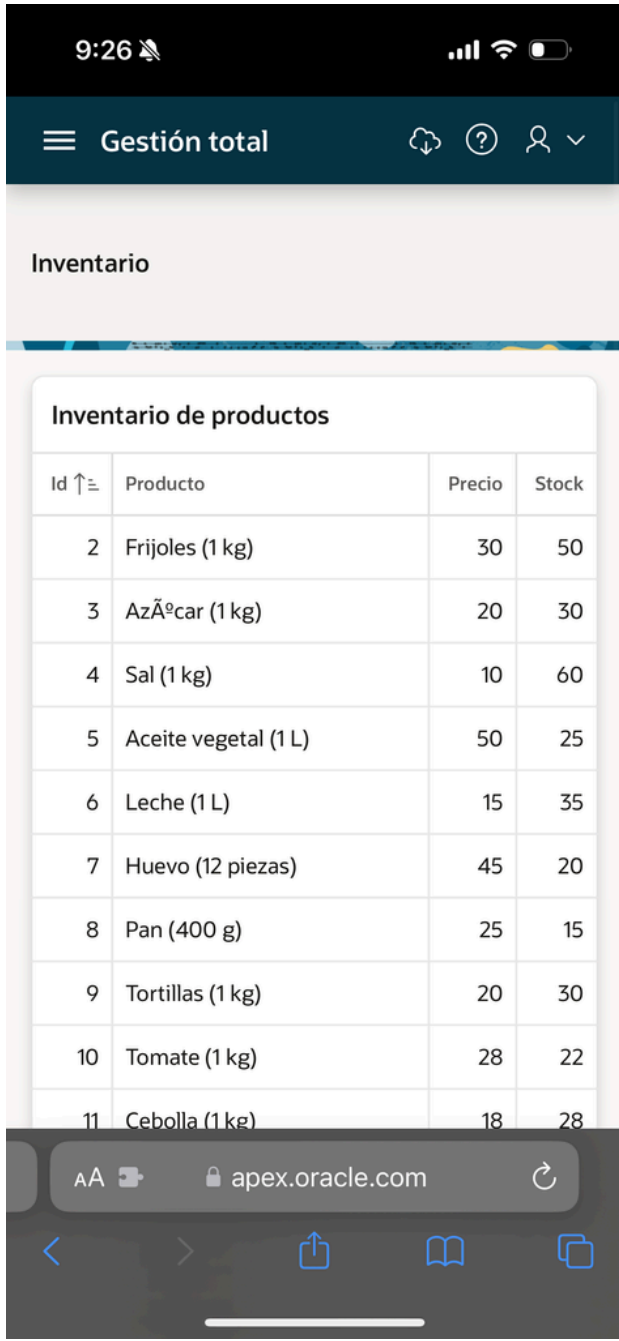 9:26
Gestión total
Inventario
Inventario de productos
Id Producto Precio Stock
2 Frijoles (1 kg) 30 50
3 AzÃºcar (1 kg) 20 30
4 Sal (1 kg) 10 60
5 Aceite vegetal (1 L) 50 25
6 Leche (1 L) 15 35
7 Huevo (12 piezas) 45 20
8 Pan (400 g) 25 15
9 Tortillas (1 kg) 20 30
10 Tomate (1 kg) 28 22
11 Cebolla (1 kg) 18 28
AA apex.oracle.com